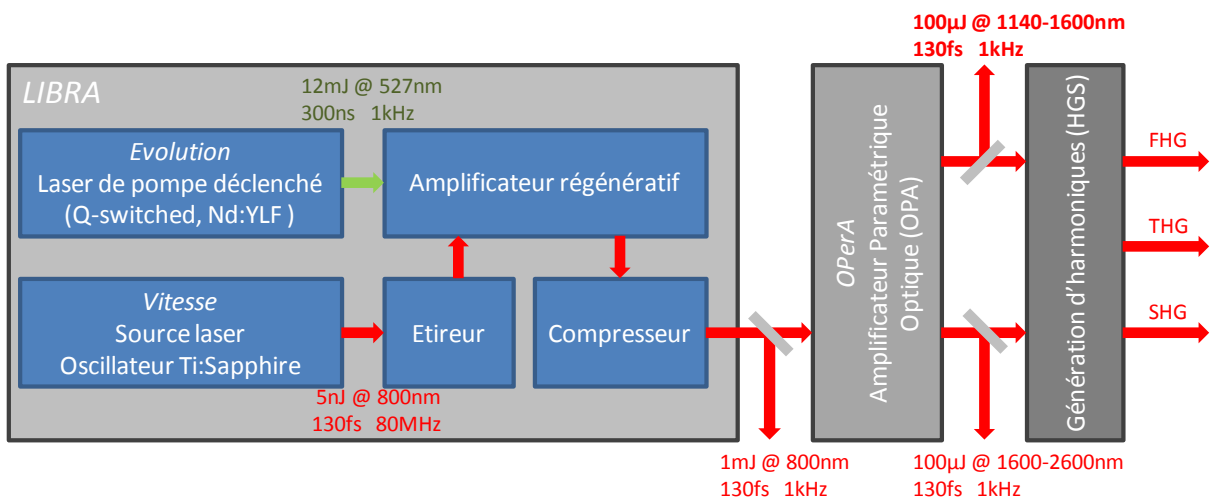 LIBRA
12mJ @ 527nm
300ns 1kHz
Evolution
Laser de pompe déclenché
(Q-switched, Nd:YLF )
Amplificateur régénératif
Vitesse
Source laser
Oscillateur Ti:Sapphire
Etireur
Compresseur
5nJ @ 800nm
130fs 80MHz
1mJ @ 800nm
130fs 1kHz
OPerA
Amplificateur Paramétrique
Optique (OPA)
100µJ @ 1140-1600nm
130fs 1kHz
100µJ @ 1600-2600nm
130fs 1kHz
Génération d'harmoniques (HGS)
FHG
THG
SHG